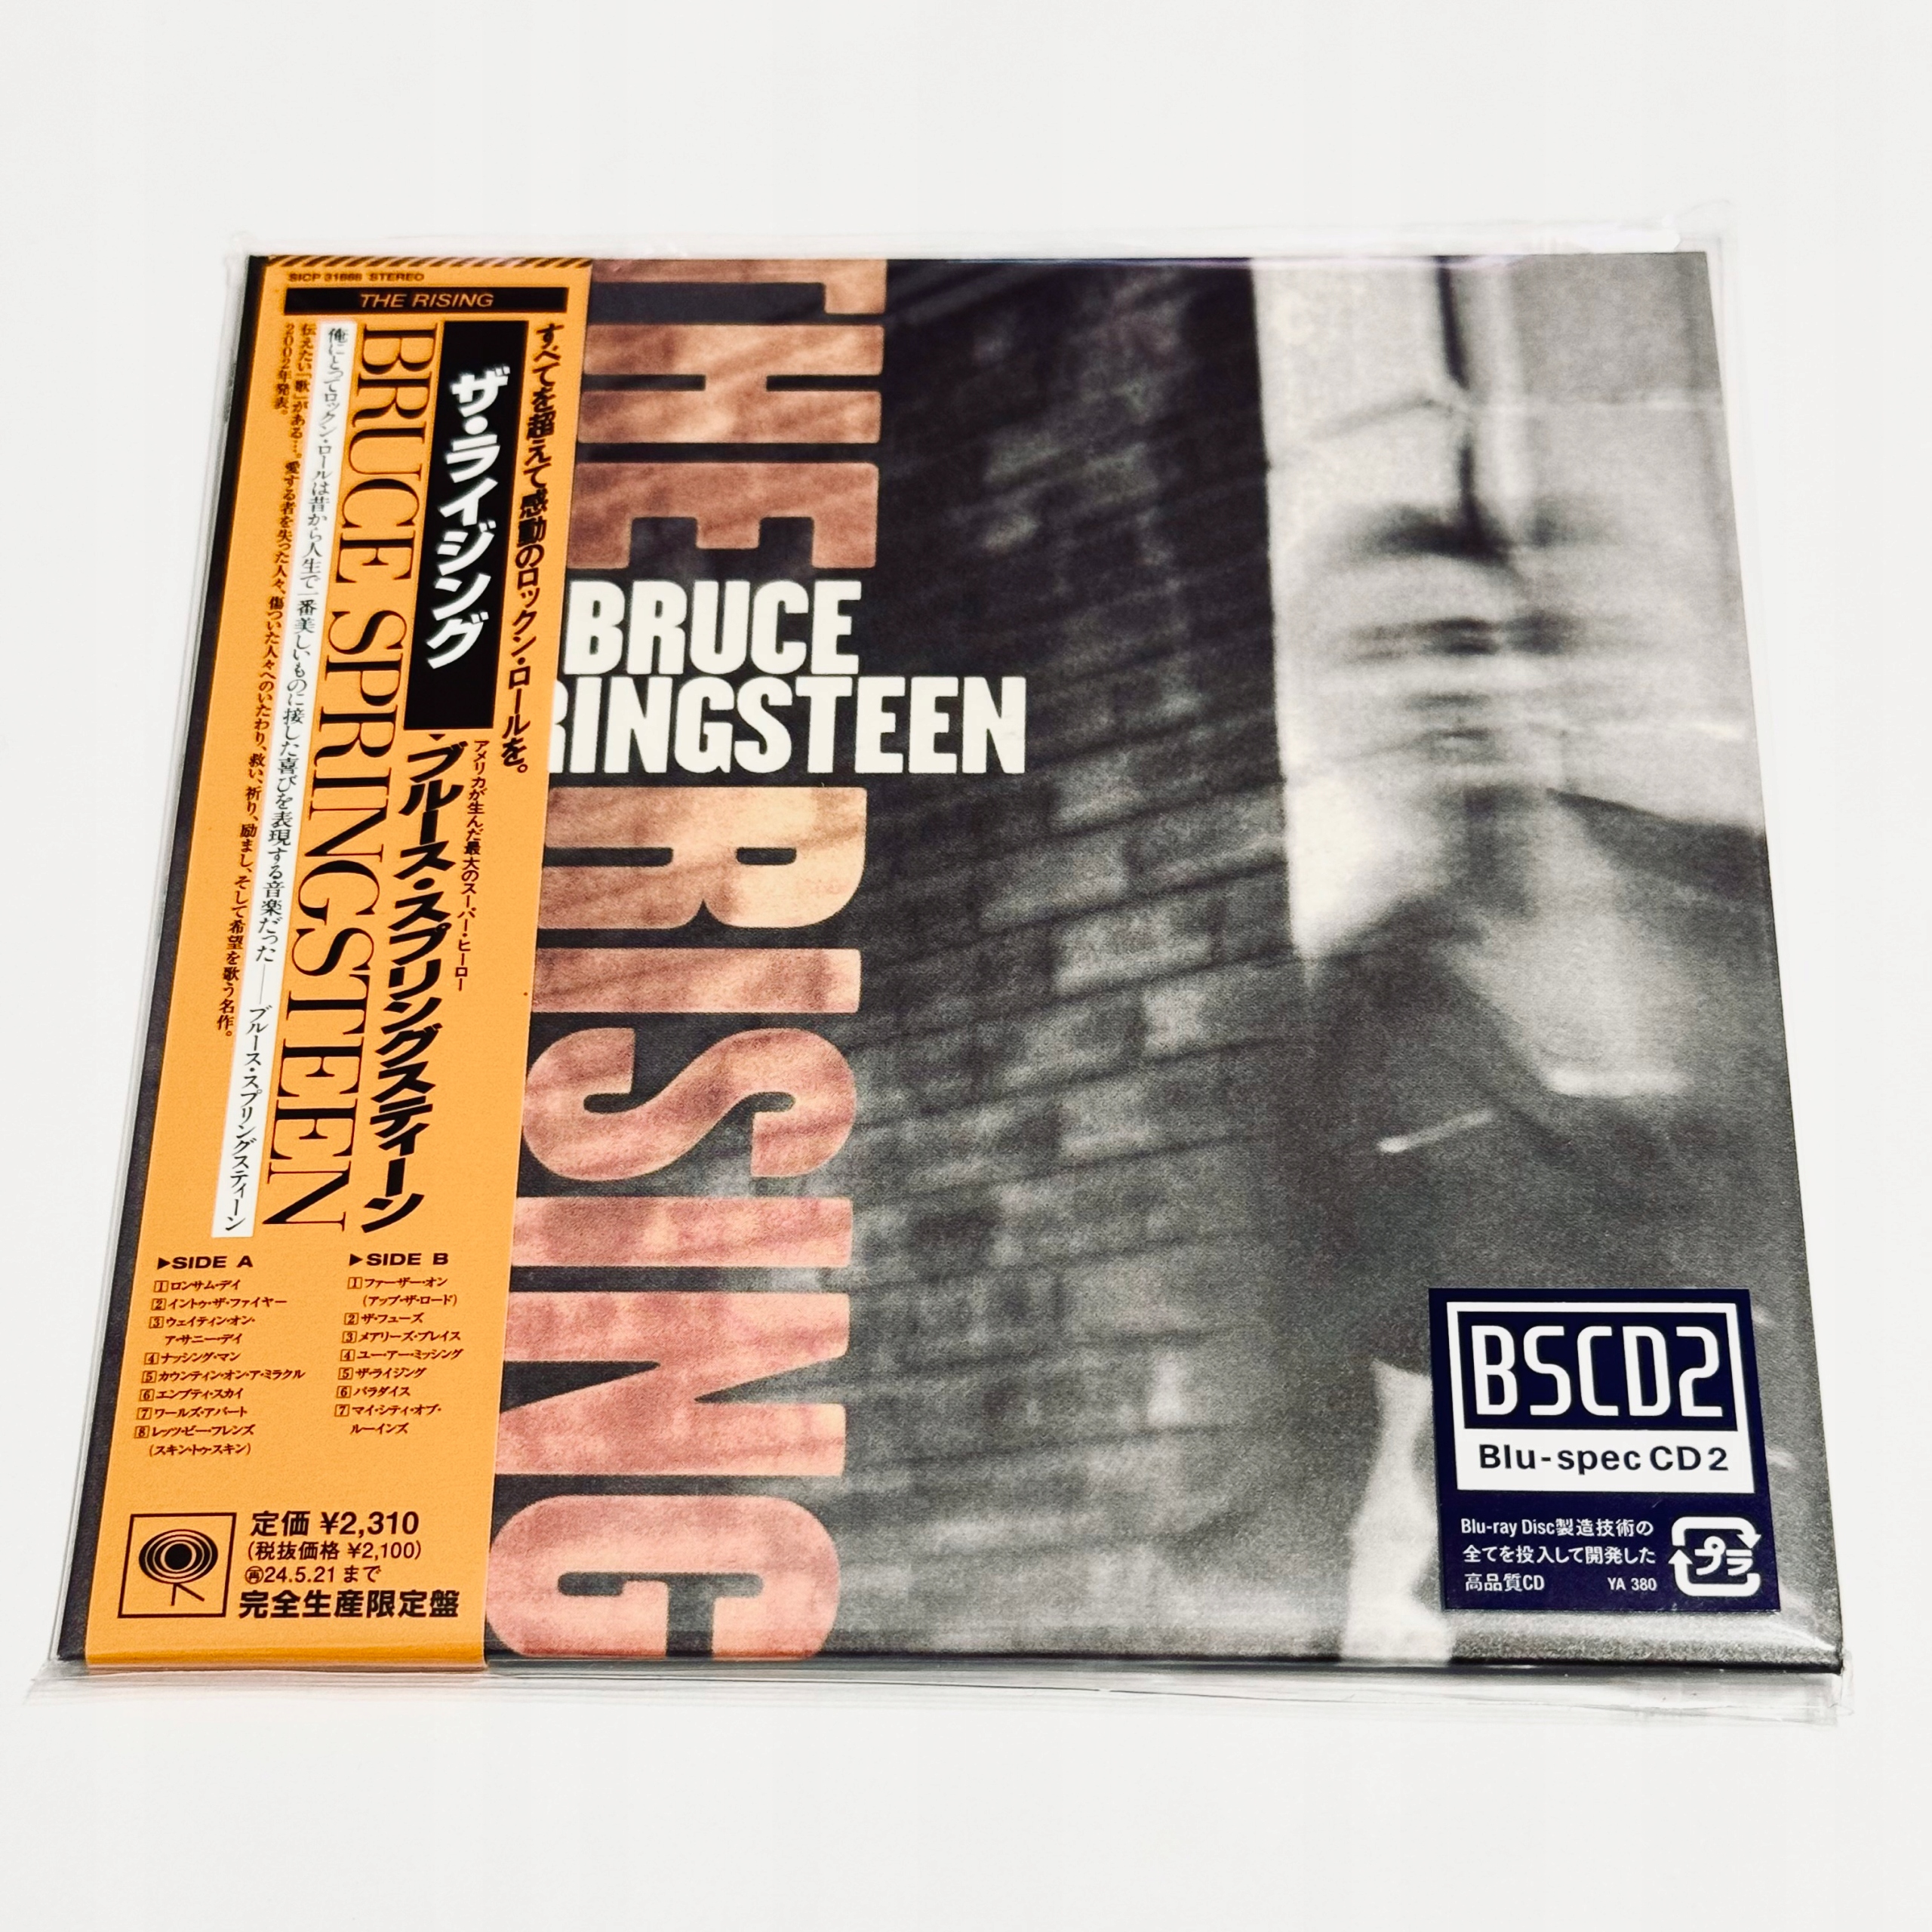 SICP 31666 STEREO
THE RISING
すべてを超えて感動のロックン・ロールを。
ザ・ライジング
アメリカが生んだ最大のスーパー・ヒーロー
・ブルース・スプリングスティーン
BRUCE SPRINGSTEEN
俺にとってロックン・ロールは昔から人生で一番美しいものに接した喜びを表現する音楽だった──ブルース・スプリングスティーン
伝えたい「歌」がある…。愛する者を失った人々、傷ついた人々へのいたわり、救い、祈り、励まし、そして希望を歌う名作。
2002年発表。
▶SIDE A
1 ロンサム・デイ
2 イントゥ・ザ・ファイヤー
3 ウェイティン・オン・
ア・サニー・デイ
4 ナッシング・マン
5 カウンティン・オン・ア・ミラクル
6 エンプティ・スカイ
7 ワールズ・アパート
8 レッツ・ビー・フレンズ
(スキン・トゥ・スキン)
▶SIDE B
1 ファーザー・オン
(アップ・ザ・ロード)
2 ザ・フューズ
3 メアリーズ・プレイス
4 ユー・アー・ミッシング
5 ザ・ライジング
6 パラダイス
7 マイ・シティ・オブ・
ルーインズ
定価 ¥2,310
(税抜価格 ¥2,100)
㊢24.5.21 まで
完全生産限定盤
THE RISING
BRUCE
RINGSTEEN
BSCD2
Blu-spec CD2
Blu-ray Disc製造技術の
全てを投入して開発した
高品質CD YA 380
プラ